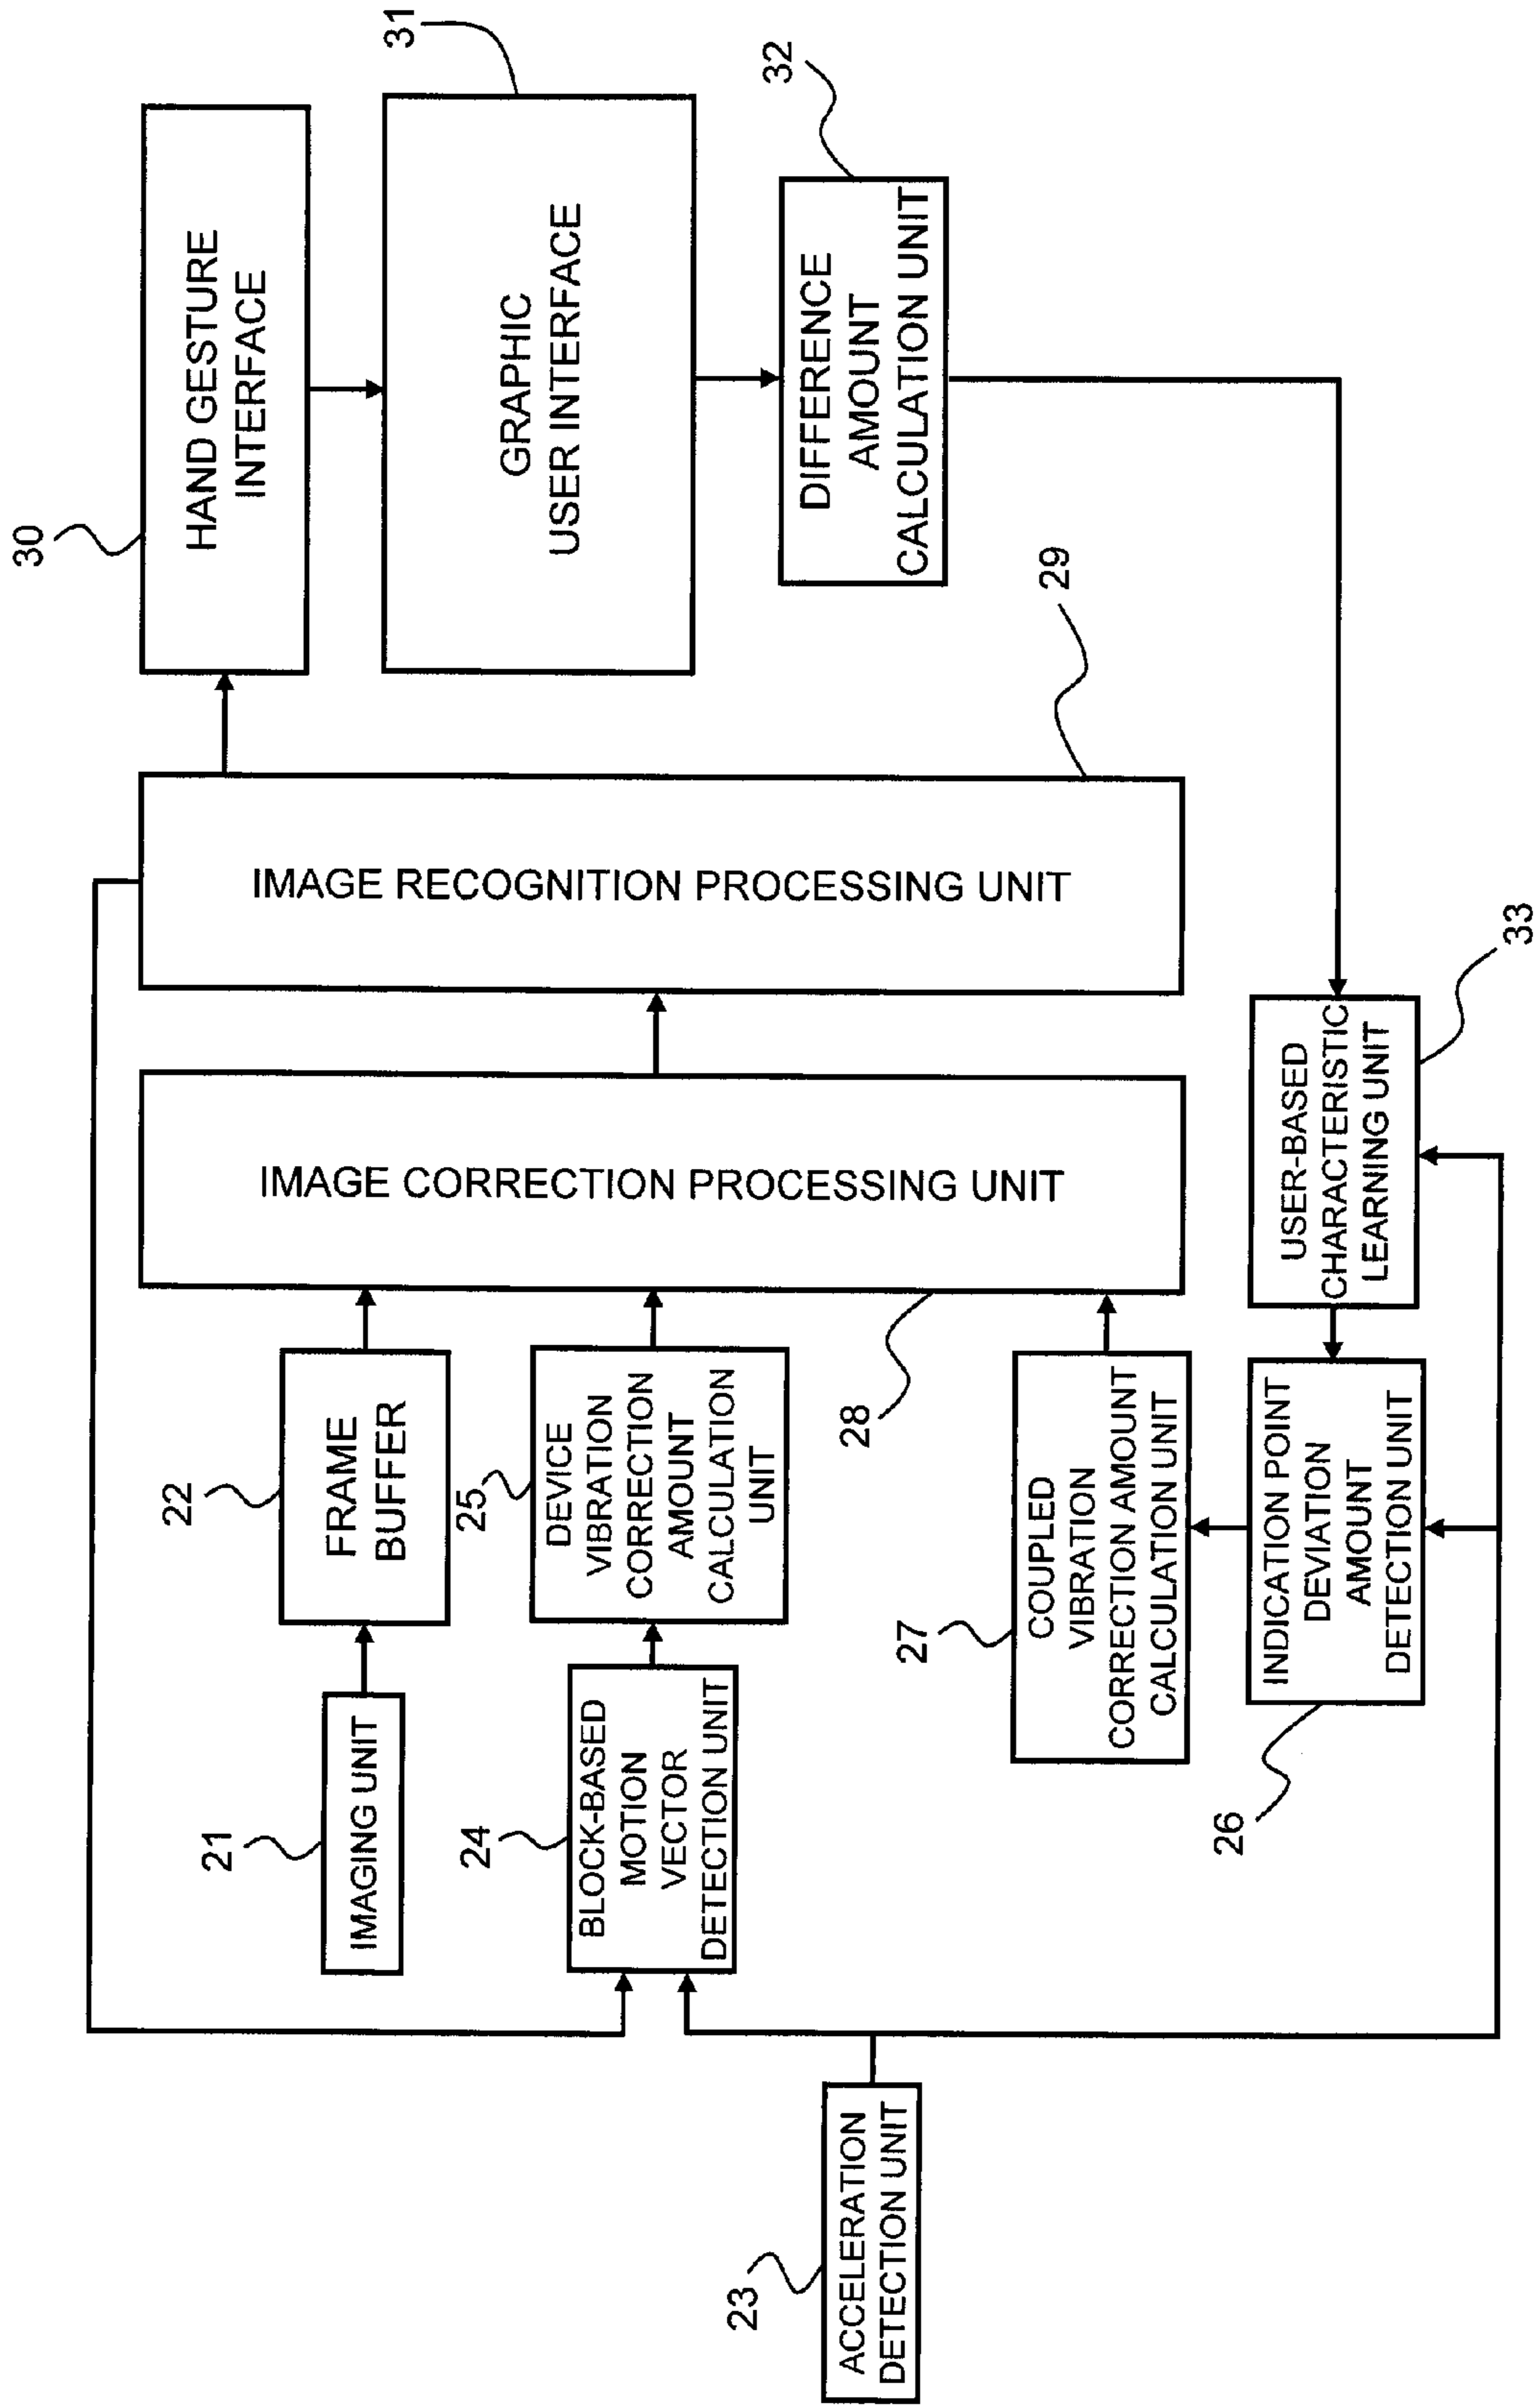 30
HAND GESTURE
INTERFACE
31
GRAPHIC
USER INTERFACE
32
DIFFERENCE
AMOUNT
CALCULATION UNIT
29
IMAGE RECOGNITION PROCESSING UNIT
IMAGE CORRECTION PROCESSING UNIT
28
22
FRAME
BUFFER
21
IMAGING UNIT
25
DEVICE
VIBRATION
CORRECTION
AMOUNT
CALCULATION
UNIT
24
BLOCK-BASED
MOTION
VECTOR
DETECTION UNIT
27
COUPLED
VIBRATION
CORRECTION AMOUNT
CALCULATION UNIT
33
USER-BASED
CHARACTERISTIC
LEARNING UNIT
26
INDICATION POINT
DEVIATION
AMOUNT
DETECTION UNIT
23
ACCELERATION
DETECTION UNIT